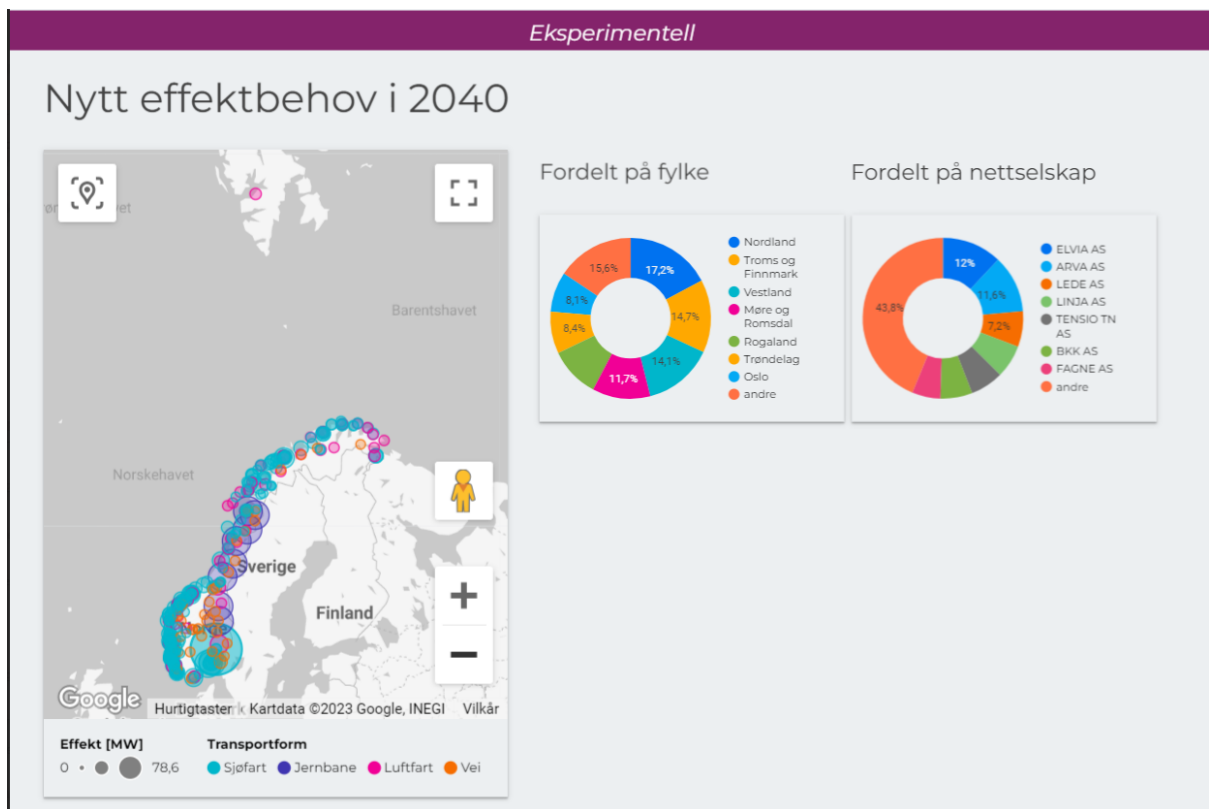 Eksperimentell
Nytt effektbehov i 2040
Barentshavet
Norskehavet
Sverige
Finland
Norge
Google
Hurtigtaster
Kartdata ©2023 Google, INEGI
Vilkår
Effekt [MW]
0
78,6
Transportform
Sjøfart
Jernbane
Luftfart
Vei
Fordelt på fylke
17,2%
14,7%
14,1%
11,7%
8,4%
8,1%
15,6%
Nordland
Troms og
Finnmark
Vestland
Møre og
Romsdal
Rogaland
Trøndelag
Oslo
andre
Fordelt på nettselskap
12%
11,6%
7,2%
43,8%
ELVIA AS
ARVA AS
LEDE AS
LINJA AS
TENSIO TN
AS
BKK AS
FAGNE AS
andre